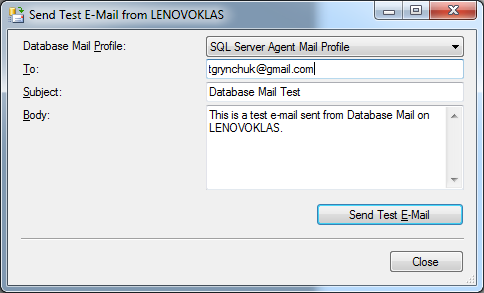 Send Test E-Mail from LENOVOKLAS
Database Mail Profile: SQL Server Agent Mail Profile
To: tgrynchuk@gmail.com
Subject: Database Mail Test
Body: This is a test e-mail sent from Database Mail on
LENOVOKLAS.
Send Test E-Mail
Close